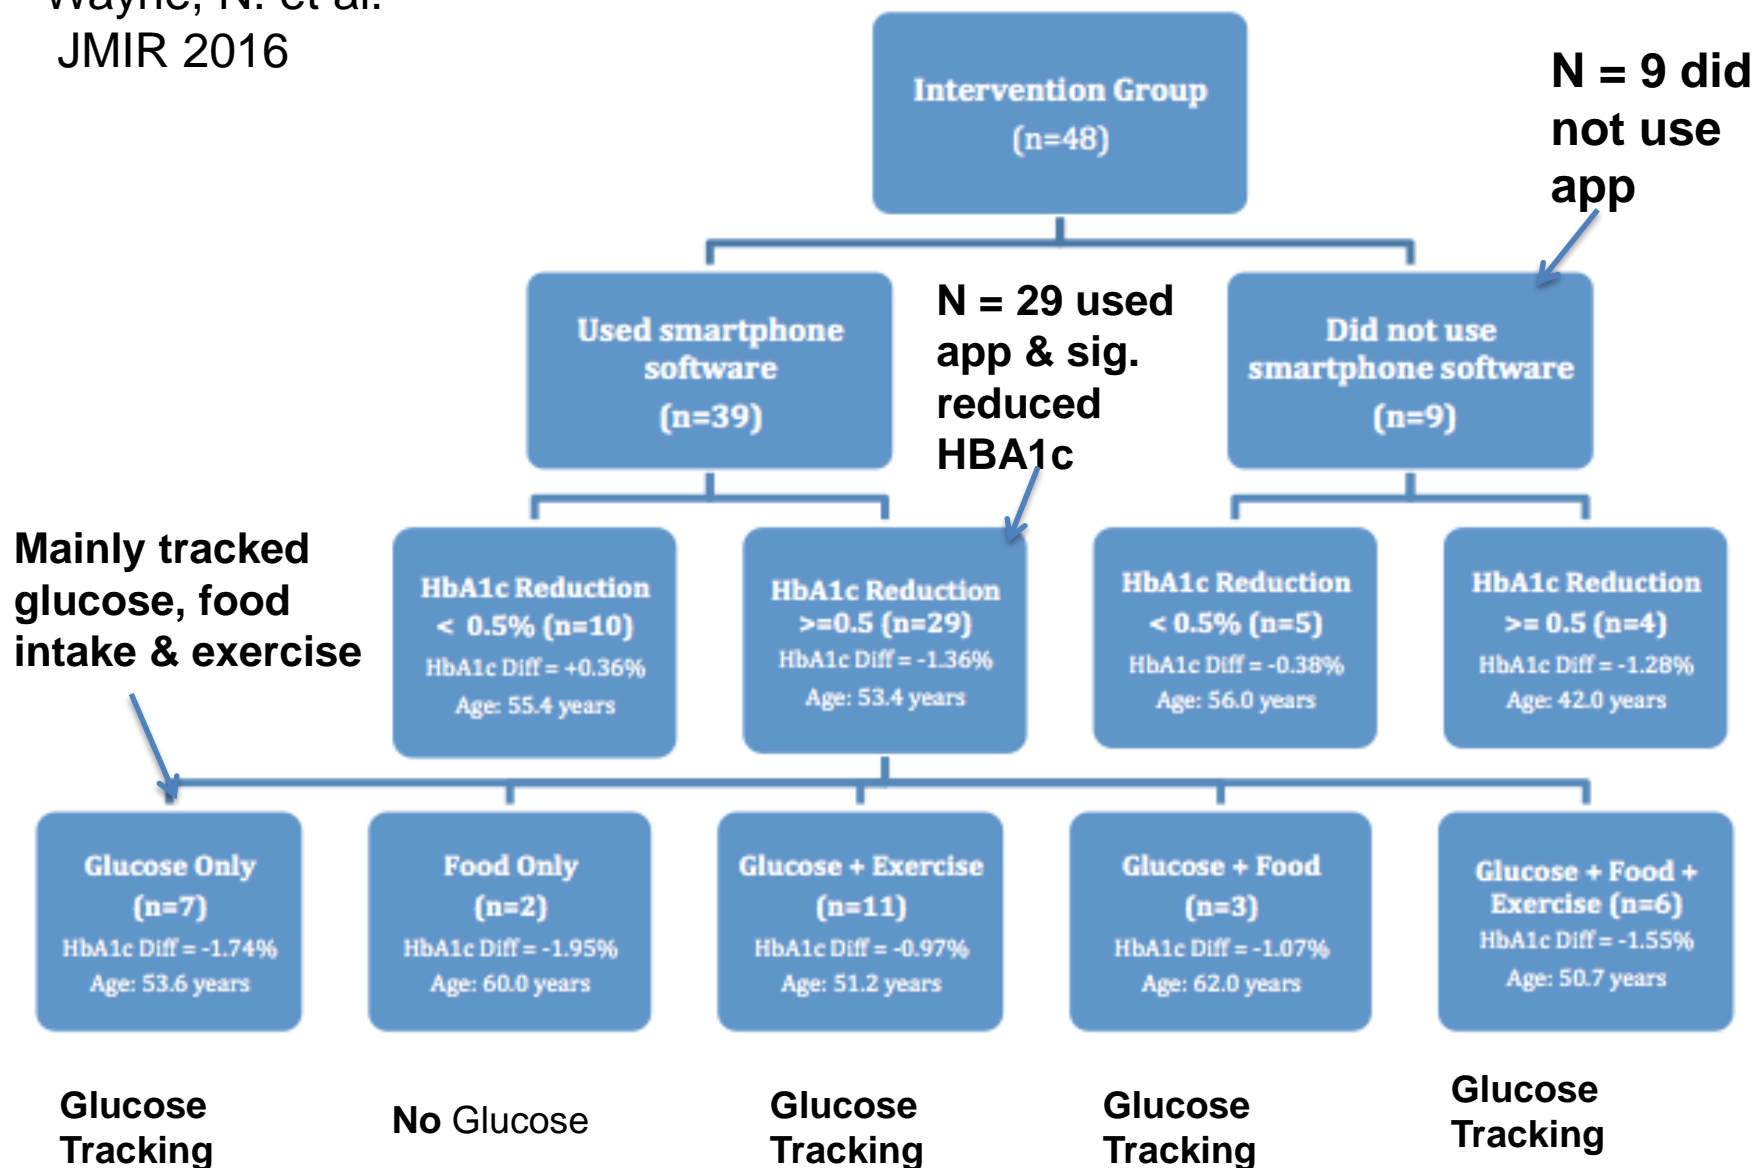 Wayne, N. et al.
JMIR 2016
Intervention Group
(n=48)
N = 9 did
not use
app
Used smartphone
software
(n=39)
N = 29 used
app & sig.
reduced
HBA1c
Did not use
smartphone software
(n=9)
Mainly tracked
glucose, food
intake & exercise
HbA1c Reduction
< 0.5% (n=10)
HbA1c Diff = +0.36%
Age: 55.4 years
HbA1c Reduction
>=0.5 (n=29)
HbA1c Diff = -1.36%
Age: 53.4 years
HbA1c Reduction
< 0.5% (n=5)
HbA1c Diff = -0.38%
Age: 56.0 years
HbA1c Reduction
>= 0.5 (n=4)
HbA1c Diff = -1.28%
Age: 42.0 years
Glucose Only
(n=7)
HbA1c Diff = -1.74%
Age: 53.6 years
Food Only
(n=2)
HbA1c Diff = -1.95%
Age: 60.0 years
Glucose + Exercise
(n=11)
HbA1c Diff = -0.97%
Age: 51.2 years
Glucose + Food
(n=3)
HbA1c Diff = -1.07%
Age: 62.0 years
Glucose + Food +
Exercise (n=6)
HbA1c Diff = -1.55%
Age: 50.7 years
Glucose
Tracking
No Glucose
Glucose
Tracking
Glucose
Tracking
Glucose
Tracking